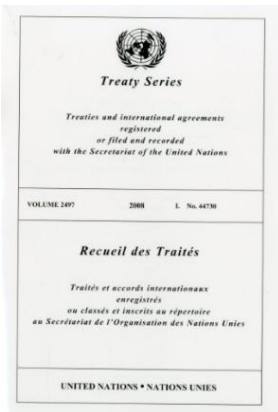 Treaty Series
Treaties and international agreements
registered
or filed and recorded
with the Secretariat of the United Nations
VOLUME 2497 2008 I. No. 44730
Recueil des Traités
Traités et accords internationaux
enregistrés
ou classés et inscrits au répertoire
au Secrétariat de l'Organisation des Nations Unies
UNITED NATIONS • NATIONS UNIES